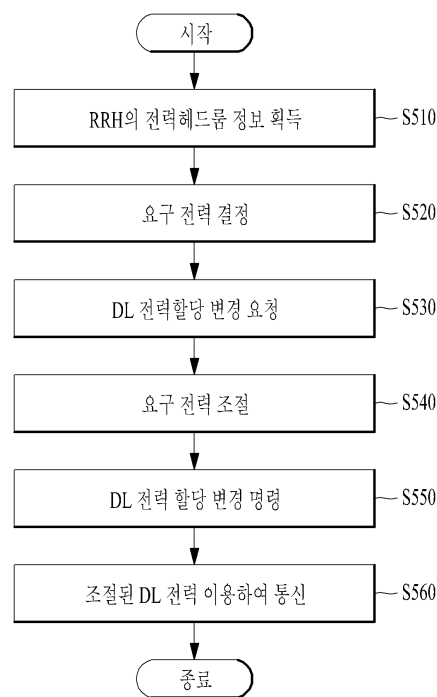 시작
RRH의 전력헤드룸 정보 획득
S510
요구 전력 결정
S520
DL 전력할당 변경 요청
S530
요구 전력 조절
S540
DL 전력 할당 변경 명령
S550
조절된 DL 전력 이용하여 통신
S560
종료